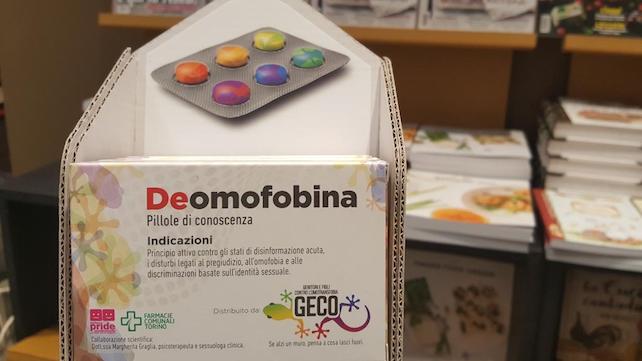 Deomofobina
Pillole di conoscenza
Indicazioni
Principio attivo contro gli stati di disinformazione acuta,
i disturbi legati al pregiudizio, all'omofobia e alle
discriminazioni basate sull'identità sessuale.
pride
FARMACIE
COMUNALI
TORINO
Distribuito da
GENITORI E FIGLI
CONTRO L'OMOTRANSFOBIA
GECO
Se alzi un muro, pensa a cosa lasci fuori.
Collaborazione scientifica:
Dott.ssa Margherita Graglia, psicoterapeuta e sessuologa clinica.